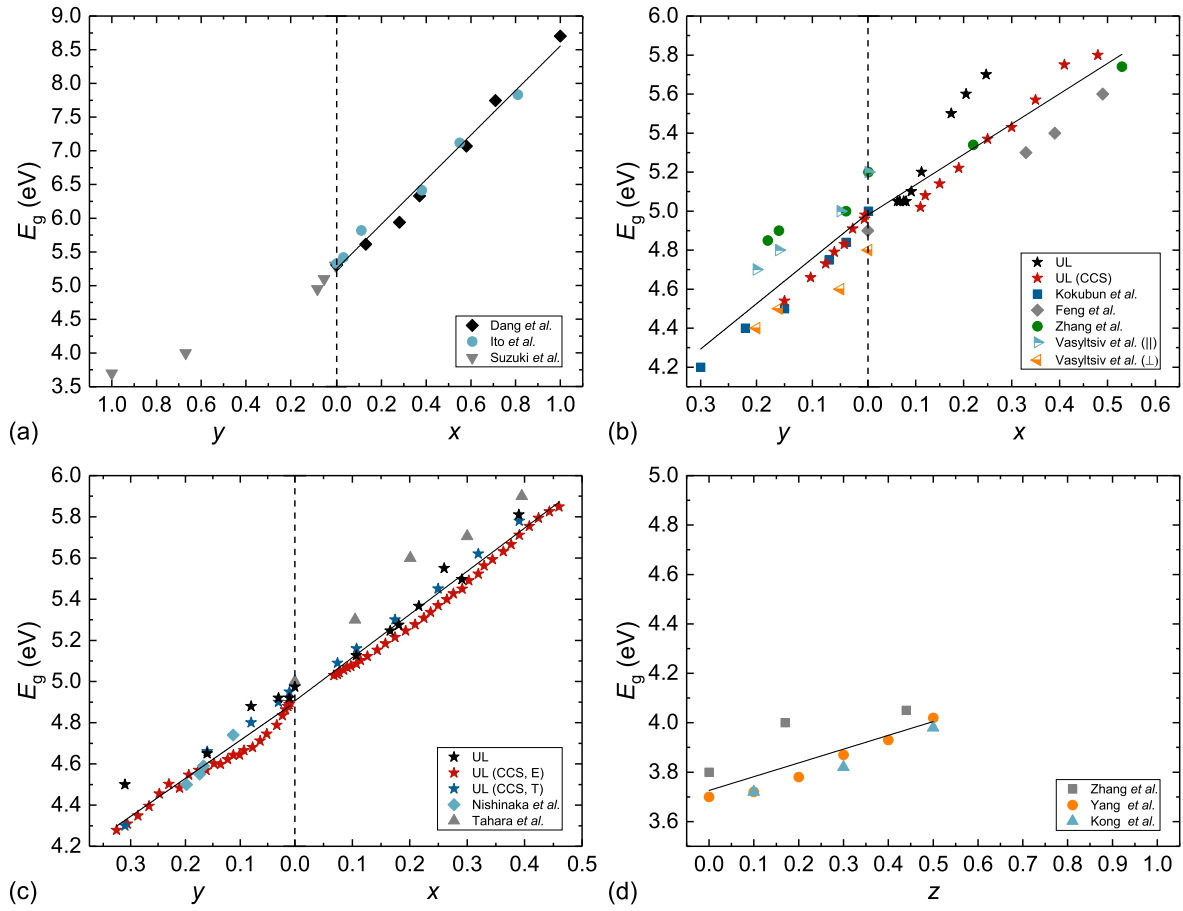 9.0
8.5
8.0
7.5
7.0
6.5
6.0
5.5
5.0
4.5
4.0
3.5
E_g (eV)
1.0 0.8 0.6 0.4 0.2 0.0 0.2 0.4 0.6 0.8 1.0
y x
Dang et al.
Ito et al.
Suzuki et al.
(a)
6.0
5.8
5.6
5.4
5.2
5.0
4.8
4.6
4.4
4.2
E_g (eV)
0.3 0.2 0.1 0.0 0.1 0.2 0.3 0.4 0.5 0.6
y x
UL
UL (CCS)
Kokubun et al.
Feng et al.
Zhang et al.
Vasyltsiv et al. (||)
Vasyltsiv et al. (⊥)
(b)
6.0
5.8
5.6
5.4
5.2
5.0
4.8
4.6
4.4
4.2
E_g (eV)
0.3 0.2 0.1 0.0 0.1 0.2 0.3 0.4 0.5
y x
UL
UL (CCS, E)
UL (CCS, T)
Nishinaka et al.
Tahara et al.
(c)
5.0
4.8
4.6
4.4
4.2
4.0
3.8
3.6
E_g (eV)
0.0 0.1 0.2 0.3 0.4 0.5 0.6 0.7 0.8 0.9 1.0
z
Zhang et al.
Yang et al.
Kong et al.
(d)